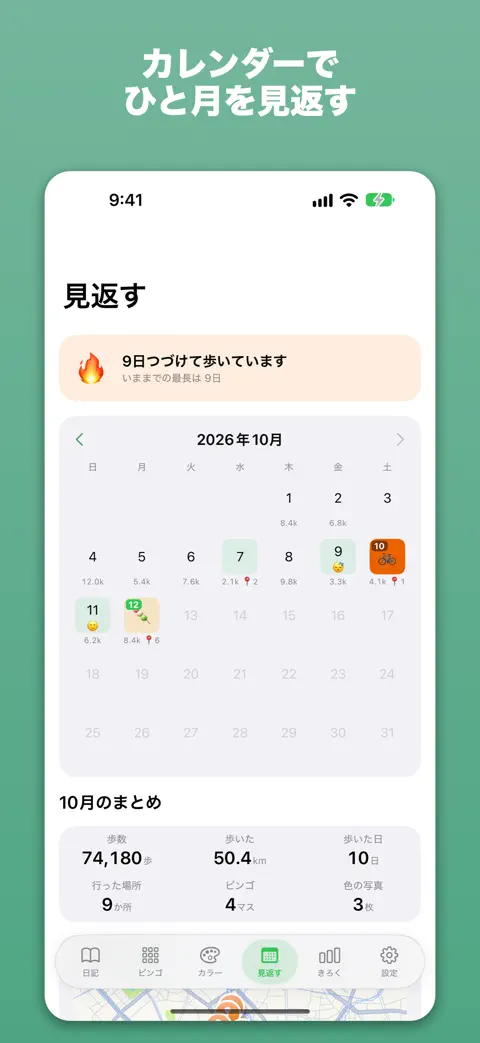 カレンダーで
ひと月を見返す
9:41
見返す
9日つづけて歩いています
いままでの最長は 9日
2026年10月
日 月 火 水 木 金 土
1 2 3
8.4k 6.8k
4 5 6 7 8 9 10
12.0k 5.4k 7.6k 2.1k 📍2 9.8k 3.3k 4.1k 📍1
11 12 13 14 15 16 17
6.2k 8.4k 📍6
18 19 20 21 22 23 24
25 26 27 28 29 30 31
10月のまとめ
歩数 歩いた 歩いた日
74,180歩 50.4km 10日
行った場所 ビンゴ 色の写真
9か所 4マス 3枚
日記 ビンゴ カラー 見返す きろく 設定